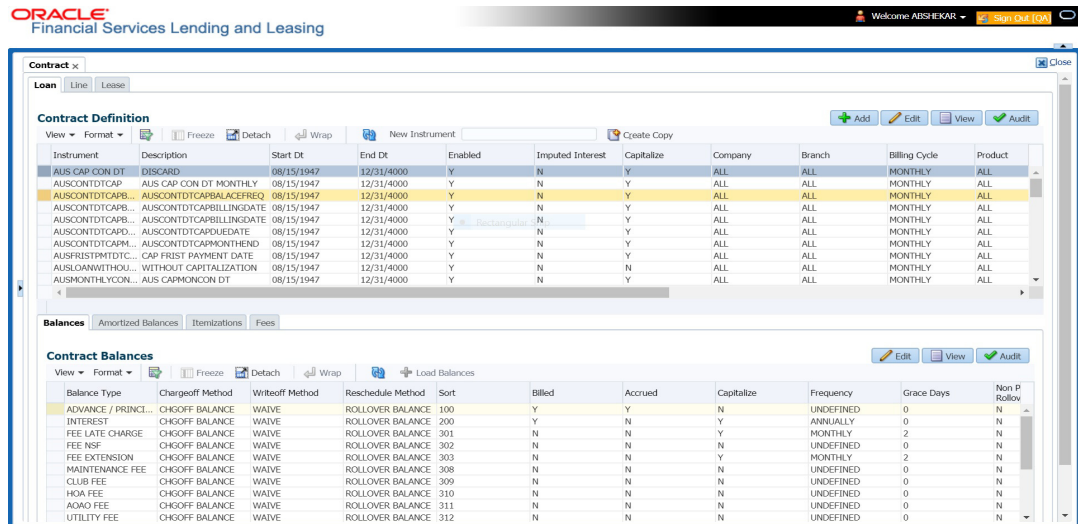 ORACLE®
Financial Services Lending and Leasing
Welcome ABSHEKAR Sign Out [QA]
Contract × Close
Loan Line Lease
Contract Definition Add Edit View Audit
View Format Freeze Detach Wrap New Instrument Create Copy
Instrument Description Start Dt End Dt Enabled Imputed Interest Capitalize Company Branch Billing Cycle Product
AUS CAP CON DT DISCARD 08/15/1947 12/31/4000 Y N Y ALL ALL MONTHLY ALL
AUSCONTDTCAP AUS CAP CON DT MONTHLY 08/15/1947 12/31/4000 Y N Y ALL ALL MONTHLY ALL
AUSCONTDTCAPB... AUSCONTDTCAPBALACEFREQ 08/15/1947 12/31/4000 Y N Y ALL ALL MONTHLY ALL
AUSCONTDTCAPB... AUSCONTDTCAPBILLINGDATE 08/15/1947 12/31/4000 Y N Y ALL ALL MONTHLY ALL
AUSCONTDTCAPB... AUSCONTDTCAPBILLINGDATE 08/15/1947 12/31/4000 Y N Y ALL ALL MONTHLY ALL
AUSCONTDTCAPD... AUSCONTDTCAPDUEDATE 08/15/1947 12/31/4000 Y N Y ALL ALL MONTHLY ALL
AUSCONTDTCAPM... AUSCONTDTCAPMONTHEND 08/15/1947 12/31/4000 Y N Y ALL ALL MONTHLY ALL
AUSFRISTPMTDTC... CAP FRIST PAYMENT DATE 08/15/1947 12/31/4000 Y N Y ALL ALL MONTHLY ALL
AUSLOANWITHOU... WITHOUT CAPITALIZATION 08/15/1947 12/31/4000 Y N N ALL ALL MONTHLY ALL
AUSMONTHLYCON... AUS CAPMONCON DT 08/15/1947 12/31/4000 Y N Y ALL ALL MONTHLY ALL
Balances Amortized Balances Itemizations Fees
Contract Balances Edit View Audit
View Format Freeze Detach Wrap Load Balances
Balance Type Chargeoff Method Writeoff Method Reschedule Method Sort Billed Accrued Capitalize Frequency Grace Days Non P
Rollov
ADVANCE / PRINCI... CHGOFF BALANCE WAIVE ROLLOVER BALANCE 100 Y Y N UNDEFINED 0 N
INTEREST CHGOFF BALANCE WAIVE ROLLOVER BALANCE 200 Y N Y ANNUALLY 0 N
FEE LATE CHARGE CHGOFF BALANCE WAIVE ROLLOVER BALANCE 301 N N Y MONTHLY 2 N
FEE NSF CHGOFF BALANCE WAIVE ROLLOVER BALANCE 302 N N N UNDEFINED 0 N
FEE EXTENSION CHGOFF BALANCE WAIVE ROLLOVER BALANCE 303 N N Y MONTHLY 2 N
MAINTENANCE FEE CHGOFF BALANCE WAIVE ROLLOVER BALANCE 308 N N N UNDEFINED 0 N
CLUB FEE CHGOFF BALANCE WAIVE ROLLOVER BALANCE 309 N N N UNDEFINED 0 N
HOA FEE CHGOFF BALANCE WAIVE ROLLOVER BALANCE 310 N N N UNDEFINED 0 N
AOAO FEE CHGOFF BALANCE WAIVE ROLLOVER BALANCE 311 N N N UNDEFINED 0 N
UTILITY FEE CHGOFF BALANCE WAIVE ROLLOVER BALANCE 312 N N N UNDEFINED 0 N